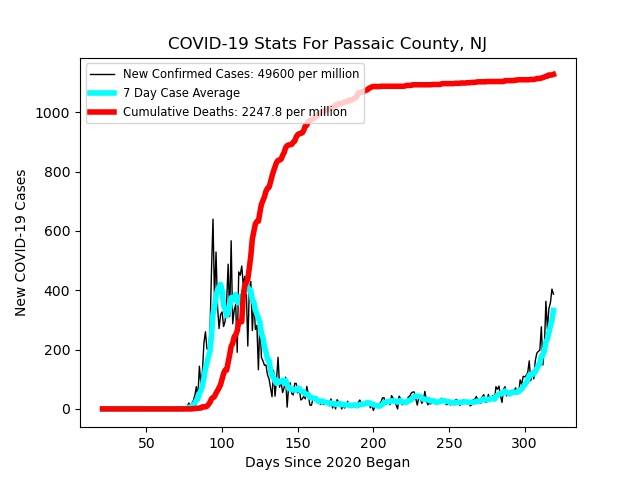 COVID-19 Stats For Passaic County, NJ
New Confirmed Cases: 49600 per million
7 Day Case Average
Cumulative Deaths: 2247.8 per million
New COVID-19 Cases
1000
800
600
400
200
0
50 100 150 200 250 300
Days Since 2020 Began